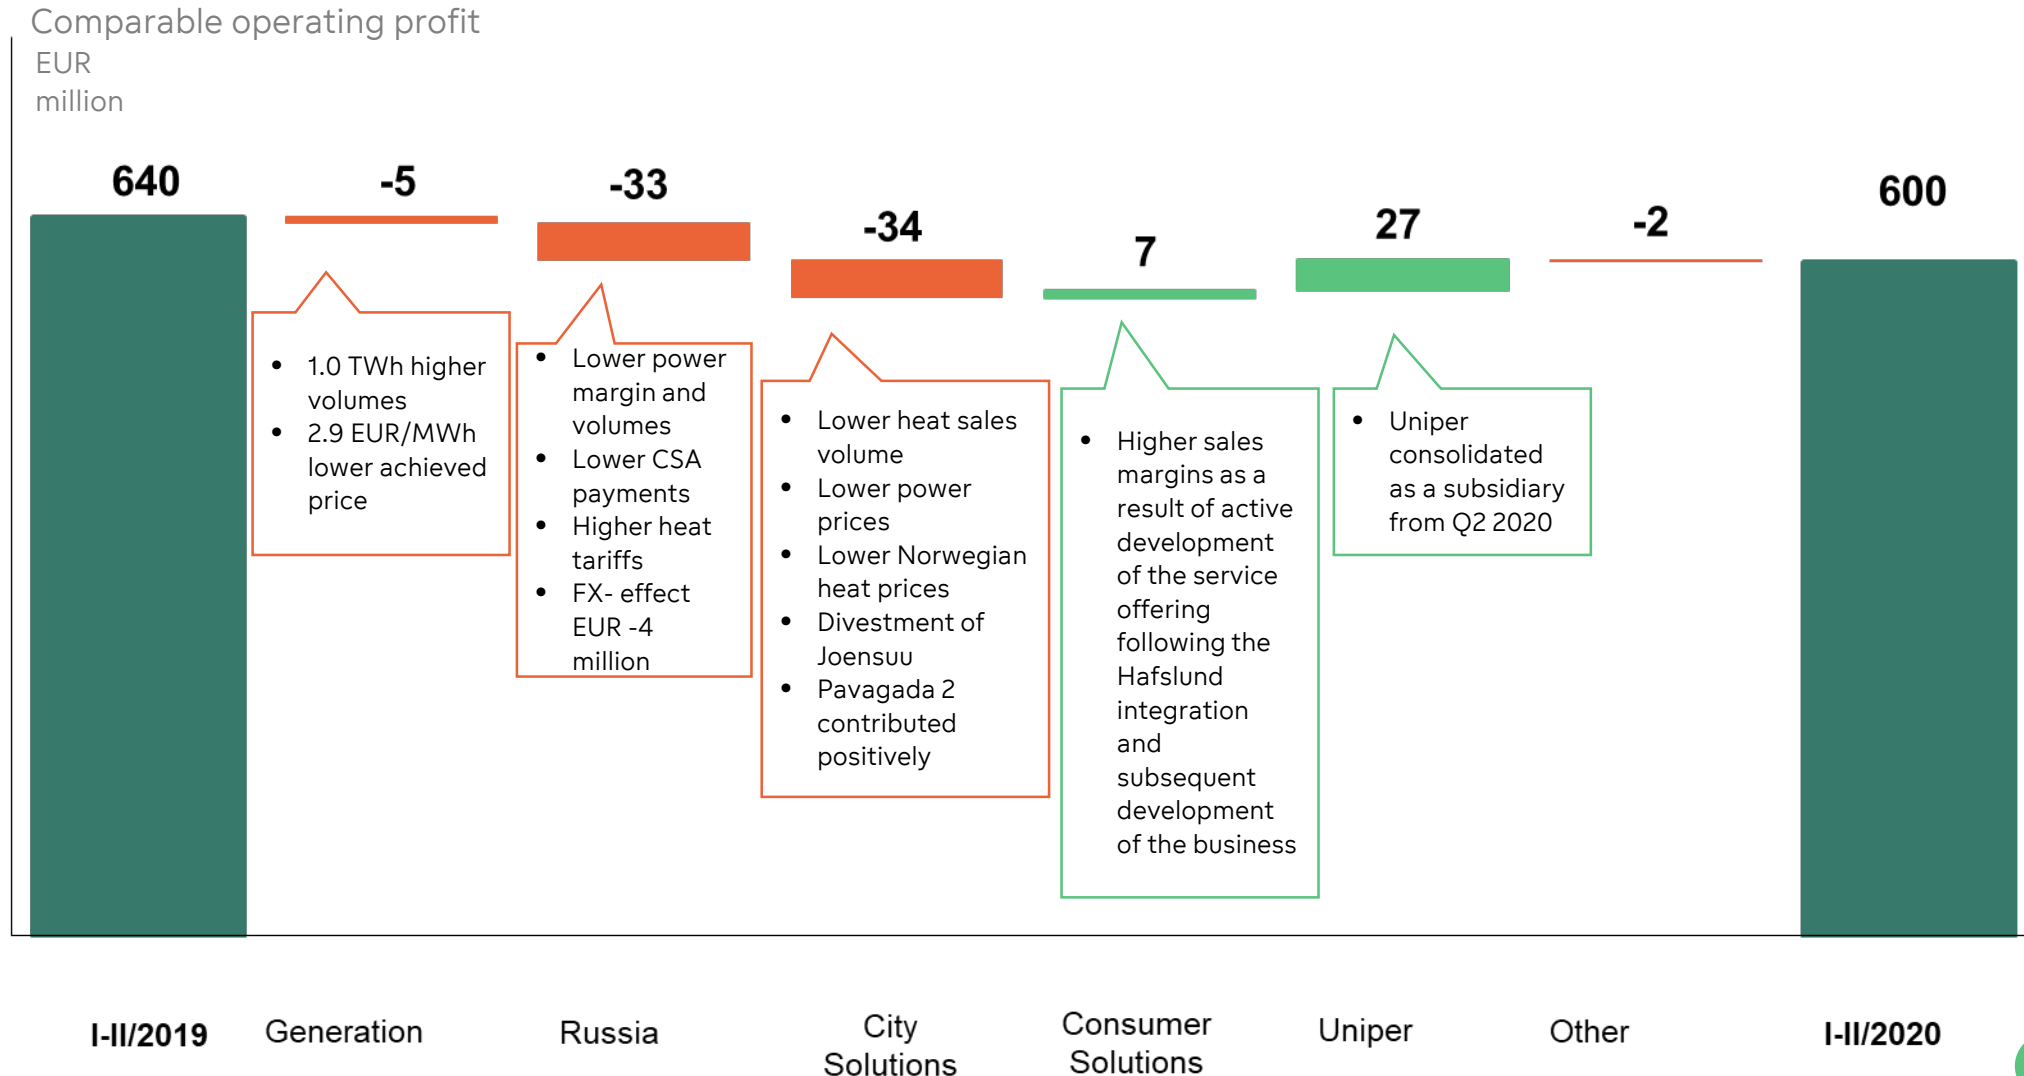 Comparable operating profit
EUR
million
640
-5
-33
-34
7
27
-2
600
• 1.0 TWh higher
volumes
• 2.9 EUR/MWh
lower achieved
price
• Lower power
margin and
volumes
• Lower CSA
payments
• Higher heat
tariffs
• FX- effect
EUR -4
million
• Lower heat sales
volume
• Lower power
prices
• Lower Norwegian
heat prices
• Divestment of
Joensuu
• Pavagada 2
contributed
positively
• Higher sales
margins as a
result of active
development
of the service
offering
following the
Hafslund
integration
and
subsequent
development
of the business
• Uniper
consolidated
as a subsidiary
from Q2 2020
I-II/2019
Generation
Russia
City
Solutions
Consumer
Solutions
Uniper
Other
I-II/2020